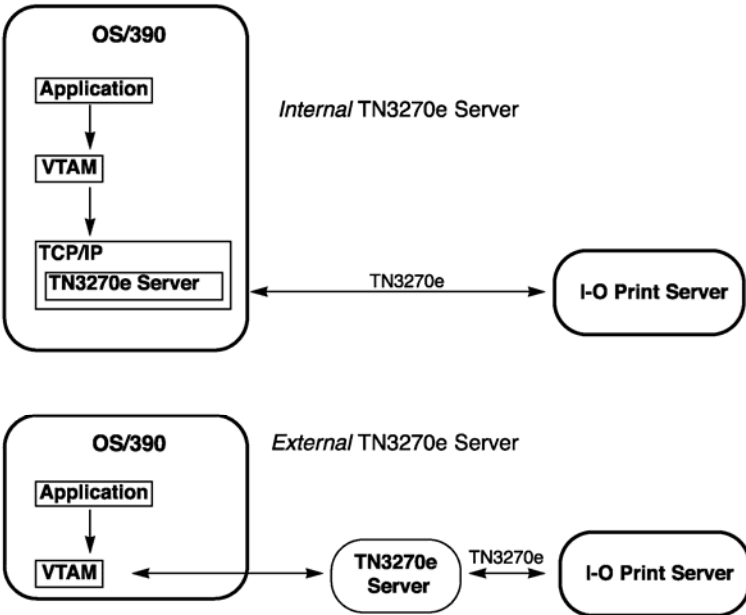 OS/390
Application
Internal TN3270e Server
VTAM
TCP/IP
TN3270e Server
TN3270e
I-O Print Server
OS/390
External TN3270e Server
Application
VTAM
TN3270e
Server
TN3270e
I-O Print Server